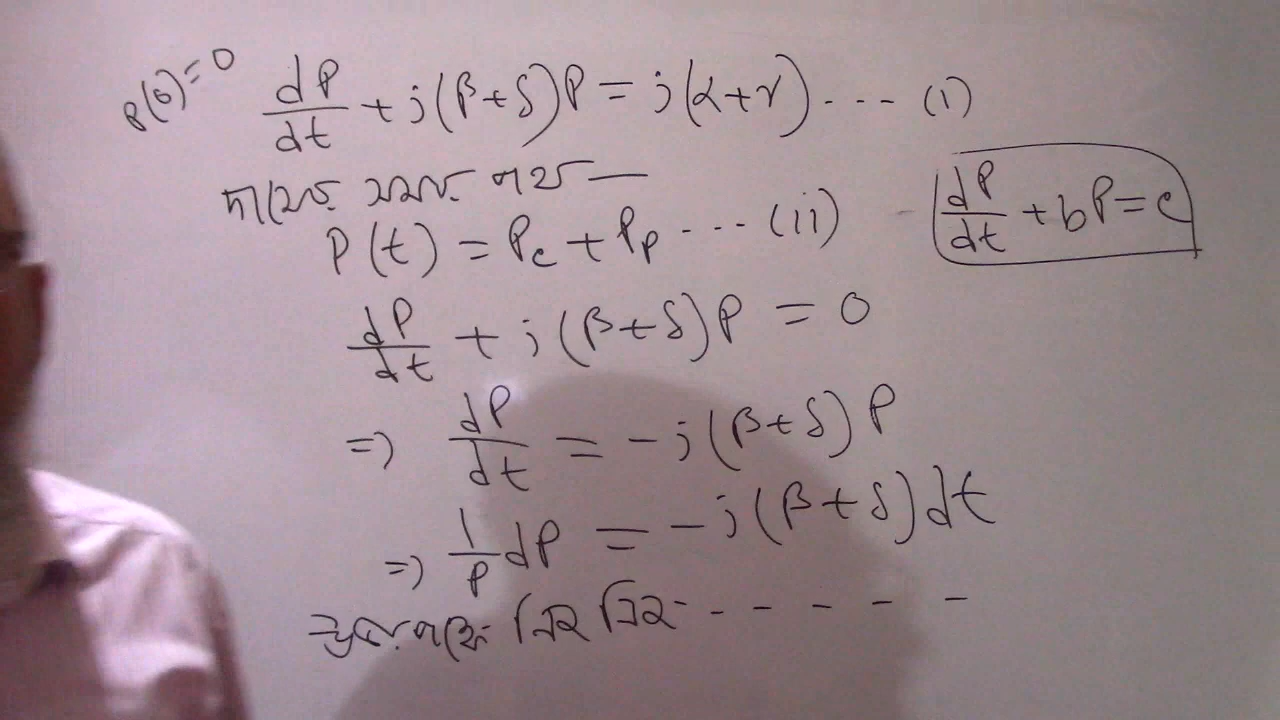 P(0)=0
dP/dt + j(β+δ)P = j(α+γ) ---- (i)
P(t) = Pc + Pp ---- (ii)
dP/dt + bP = c
dP/dt + j(β+δ)P = 0
=> dP/dt = -j(β+δ)P
=> 1/P dP = -j(β+δ)dt